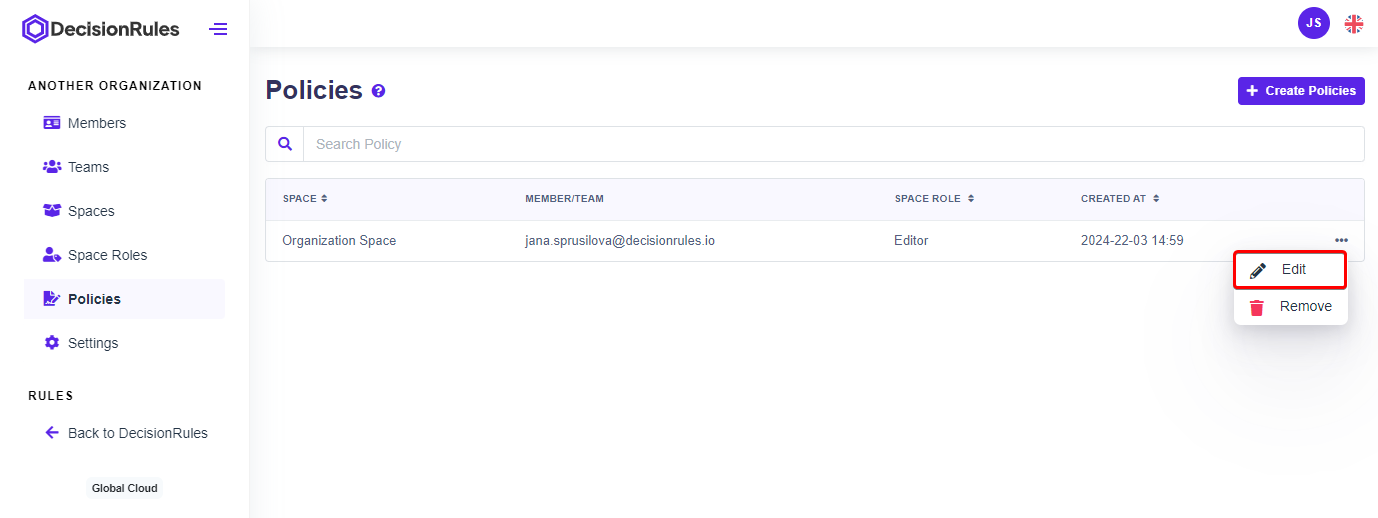 DecisionRules
JS
ANOTHER ORGANIZATION
Members
Teams
Spaces
Space Roles
Policies
Settings
RULES
Back to DecisionRules
Global Cloud
Policies ?
+ Create Policies
Search Policy
SPACE MEMBER/TEAM SPACE ROLE CREATED AT
Organization Space jana.sprusilova@decisionrules.io Editor 2024-22-03 14:59
Edit
Remove